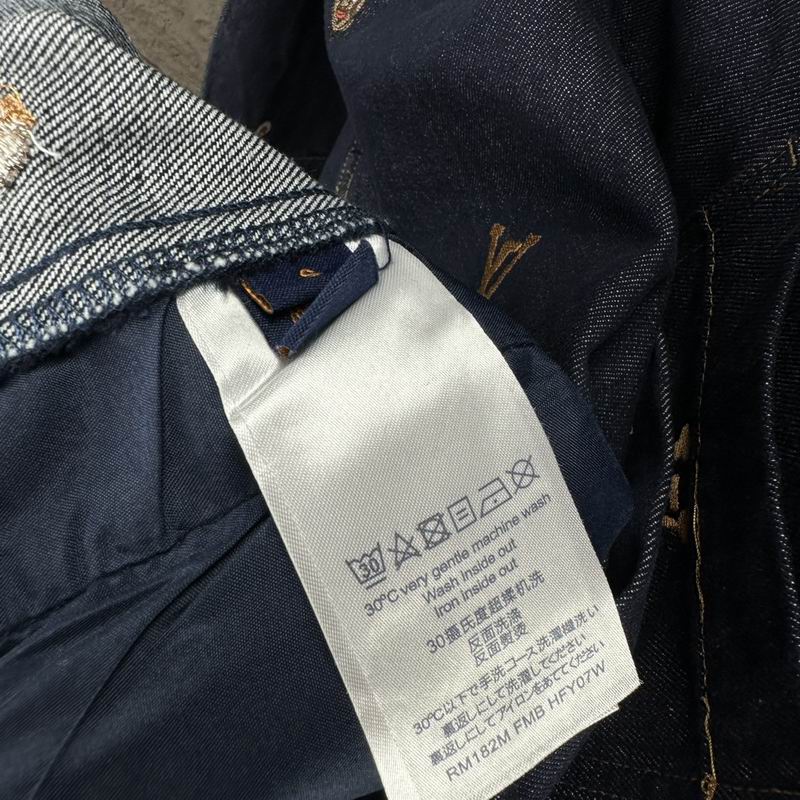 30
30°C very gentle machine wash
Wash inside out
Iron inside out
30摄氏度超柔机洗
反面洗涤
反面熨烫
30℃以下で手洗コース洗濯機洗い
裏返しにして洗濯してください
裏返しにしてアイロンをあててください
RM182M FMB HFY07W